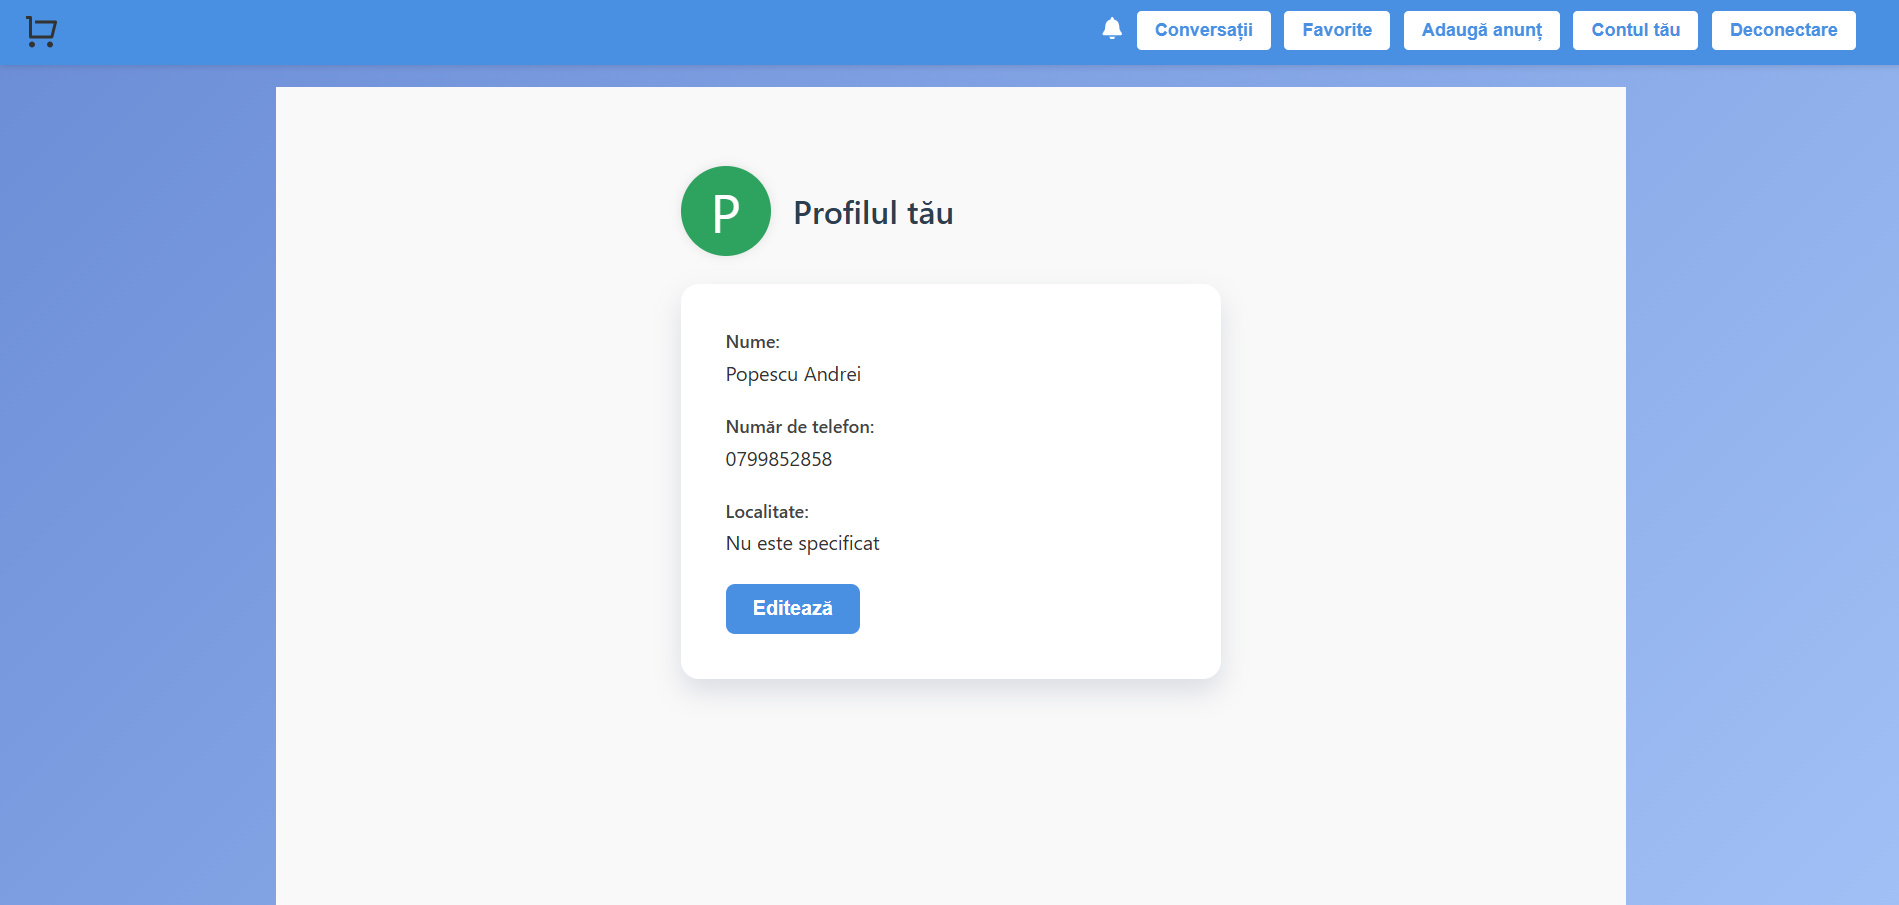 Conversații
Favorite
Adaugă anunț
Contul tău
Deconectare
P
Profilul tău
Nume:
Popescu Andrei
Număr de telefon:
0799852858
Localitate:
Nu este specificat
Editează